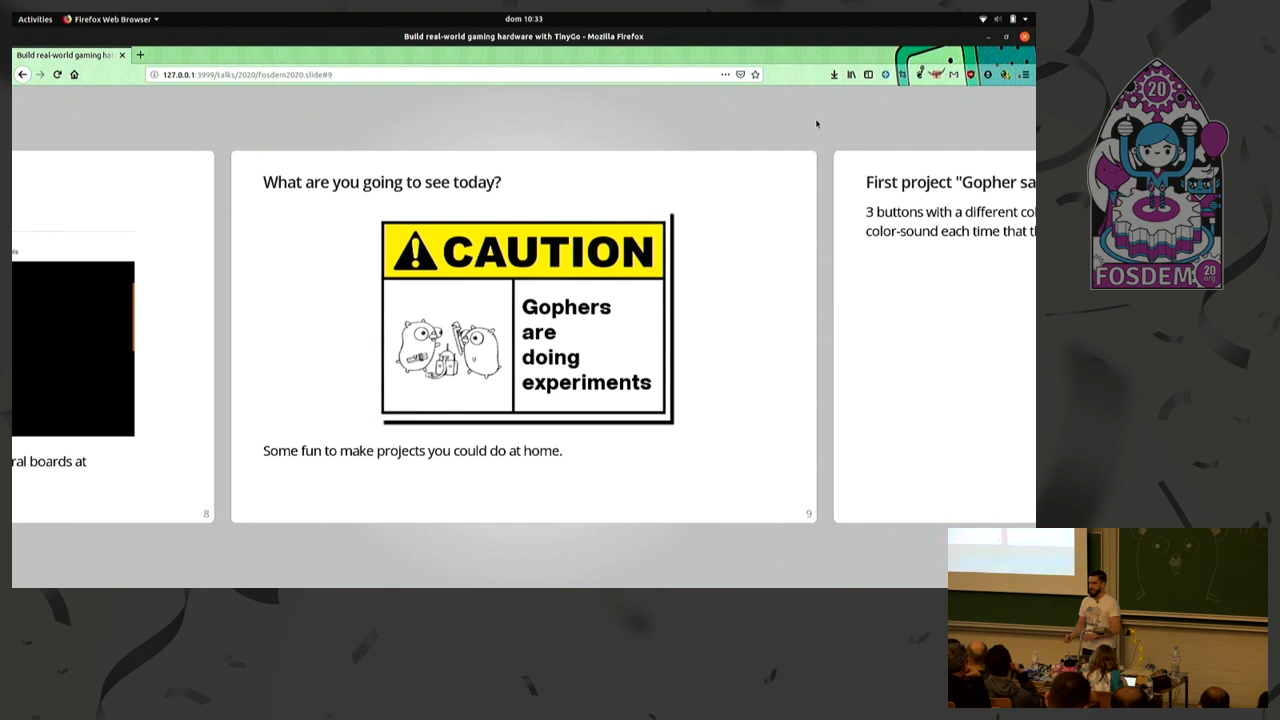 Activities
Firefox Web Browser
dom 10:33
Build real-world gaming hardware with TinyGo - Mozilla Firefox
Build real-world gaming har
127.0.0.1:3999/talks/2020/fosdem2020.slide#9
ral boards at
8
What are you going to see today?
CAUTION
Gophers
are
doing
experiments
Some fun to make projects you could do at home.
9
First project "Gopher sa
3 buttons with a different co
color-sound each time that t
20
FOSDEM
20
.org